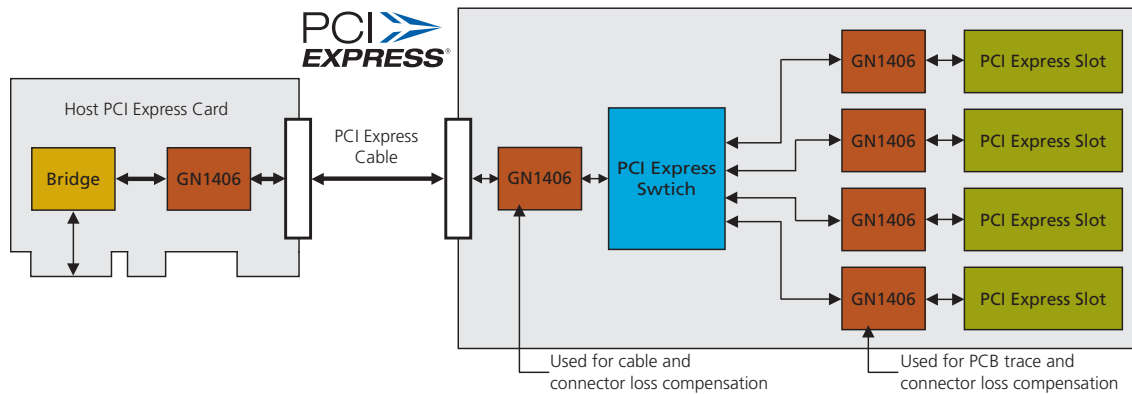 PCI
EXPRESS®
Host PCI Express Card
Bridge
GN1406
PCI Express
Cable
GN1406
PCI Express
Swtich
GN1406
PCI Express Slot
GN1406
PCI Express Slot
GN1406
PCI Express Slot
GN1406
PCI Express Slot
Used for cable and
connector loss compensation
Used for PCB trace and
connector loss compensation